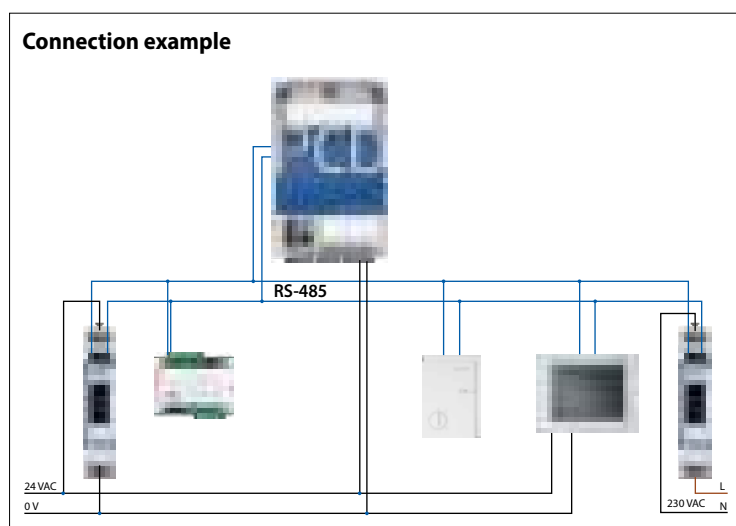 Connection example
RS-485
24 VAC
0 V
L
230 VAC N